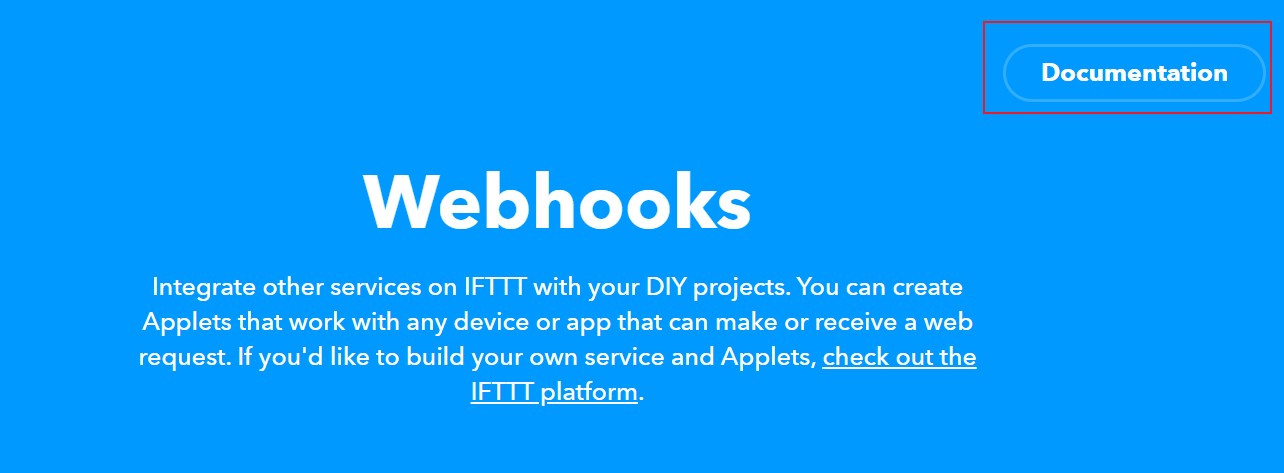 Documentation
Webhooks
Integrate other services on IFTTT with your DIY projects. You can create
Applets that work with any device or app that can make or receive a web
request. If you'd like to build your own service and Applets, check out the
IFTTT platform.